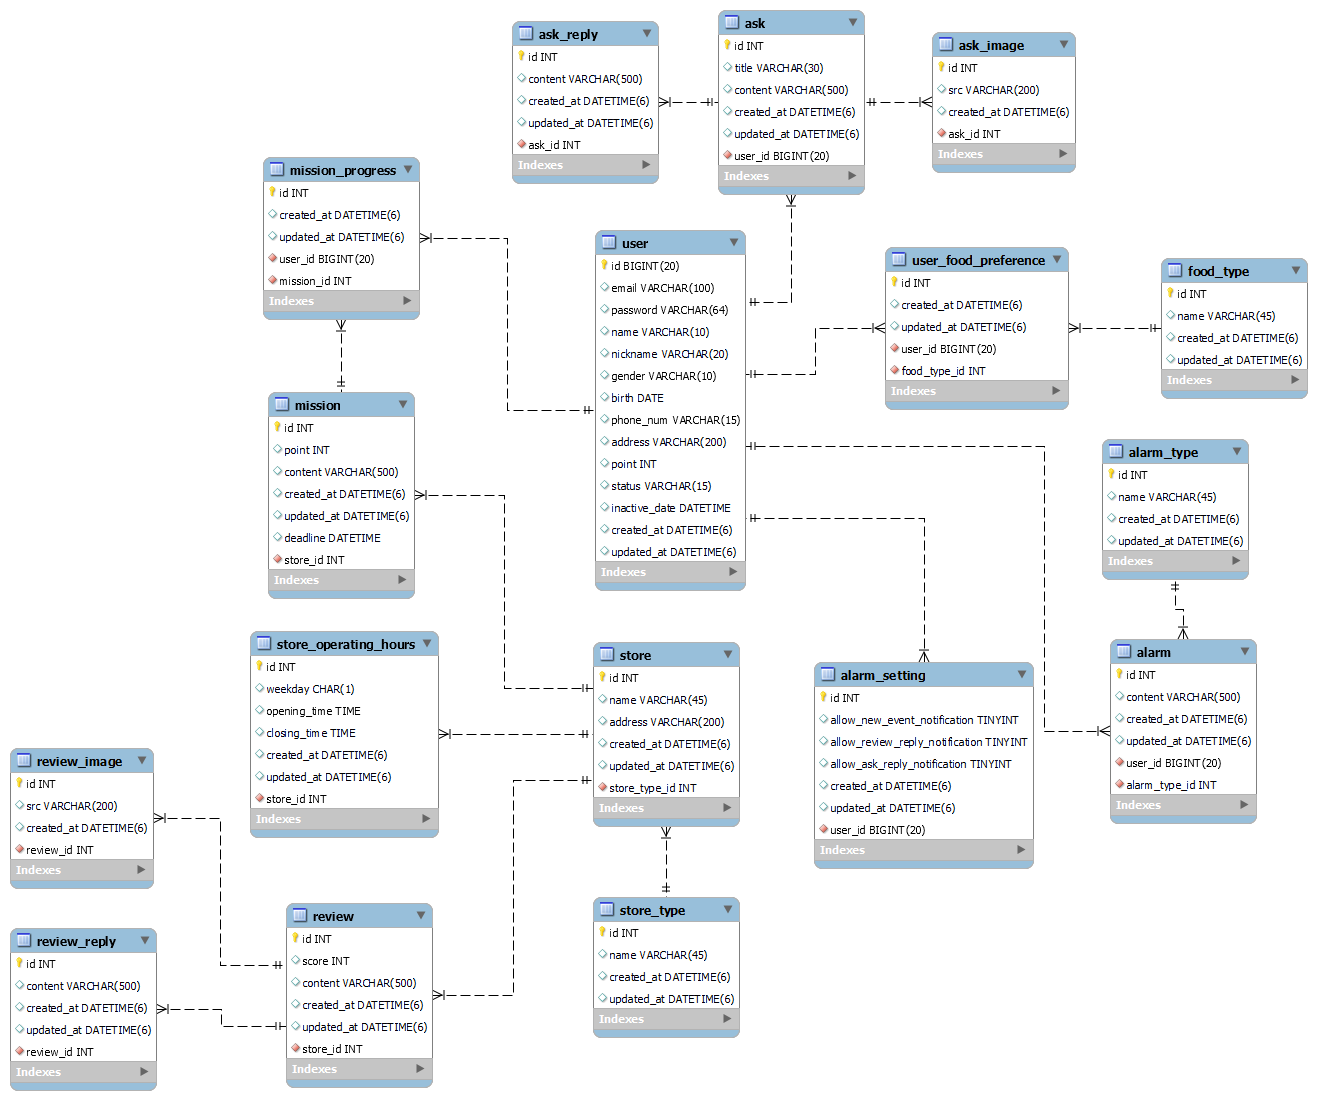 ask_reply
id INT
content VARCHAR(500)
created_at DATETIME(6)
updated_at DATETIME(6)
ask_id INT
Indexes
ask
id INT
title VARCHAR(30)
content VARCHAR(500)
created_at DATETIME(6)
updated_at DATETIME(6)
user_id BIGINT(20)
Indexes
ask_image
id INT
src VARCHAR(200)
created_at DATETIME(6)
ask_id INT
Indexes
mission_progress
id INT
created_at DATETIME(6)
updated_at DATETIME(6)
user_id BIGINT(20)
mission_id INT
Indexes
user
id BIGINT(20)
email VARCHAR(100)
password VARCHAR(64)
name VARCHAR(10)
nickname VARCHAR(20)
gender VARCHAR(10)
birth DATE
phone_num VARCHAR(15)
address VARCHAR(200)
point INT
status VARCHAR(15)
inactive_date DATETIME
created_at DATETIME(6)
updated_at DATETIME(6)
Indexes
user_food_preference
id INT
created_at DATETIME(6)
updated_at DATETIME(6)
user_id BIGINT(20)
food_type_id INT
Indexes
food_type
id INT
name VARCHAR(45)
created_at DATETIME(6)
updated_at DATETIME(6)
Indexes
mission
id INT
point INT
content VARCHAR(500)
created_at DATETIME(6)
updated_at DATETIME(6)
deadline DATETIME
store_id INT
Indexes
alarm_type
id INT
name VARCHAR(45)
created_at DATETIME(6)
updated_at DATETIME(6)
Indexes
store_operating_hours
id INT
weekday CHAR(1)
opening_time TIME
closing_time TIME
created_at DATETIME(6)
updated_at DATETIME(6)
store_id INT
Indexes
store
id INT
name VARCHAR(45)
address VARCHAR(200)
created_at DATETIME(6)
updated_at DATETIME(6)
store_type_id INT
Indexes
alarm_setting
id INT
allow_new_event_notification TINYINT
allow_review_reply_notification TINYINT
allow_ask_reply_notification TINYINT
created_at DATETIME(6)
updated_at DATETIME(6)
user_id BIGINT(20)
Indexes
alarm
id INT
content VARCHAR(500)
created_at DATETIME(6)
updated_at DATETIME(6)
user_id BIGINT(20)
alarm_type_id INT
Indexes
review_image
id INT
src VARCHAR(200)
created_at DATETIME(6)
review_id INT
Indexes
review_reply
id INT
content VARCHAR(500)
created_at DATETIME(6)
updated_at DATETIME(6)
review_id INT
Indexes
review
id INT
score INT
content VARCHAR(500)
created_at DATETIME(6)
updated_at DATETIME(6)
store_id INT
Indexes
store_type
id INT
name VARCHAR(45)
created_at DATETIME(6)
updated_at DATETIME(6)
Indexes